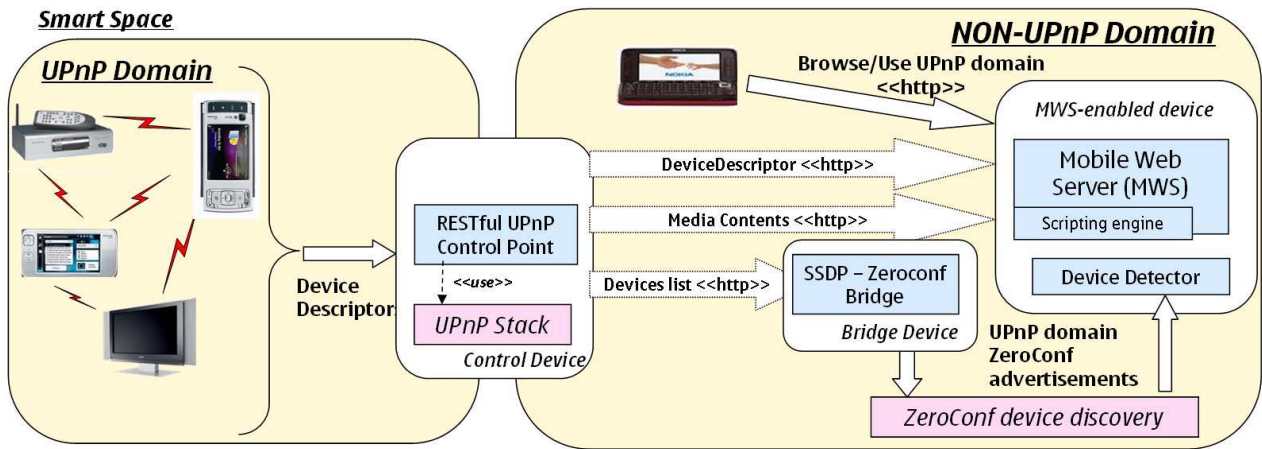 Smart Space
UPnP Domain
Device
Descriptors
RESTful UPnP
Control Point
<<use>>
UPnP Stack
Control Device
NON-UPnP Domain
NOKIA
Browse/Use UPnP domain
<<http>>
DeviceDescriptor <<http>>
Media Contents <<http>>
Devices list <<http>>
SSDP – Zeroconf
Bridge
Bridge Device
MWS-enabled device
Mobile Web
Server (MWS)
Scripting engine
Device Detector
UPnP domain
ZeroConf
advertisements
ZeroConf device discovery